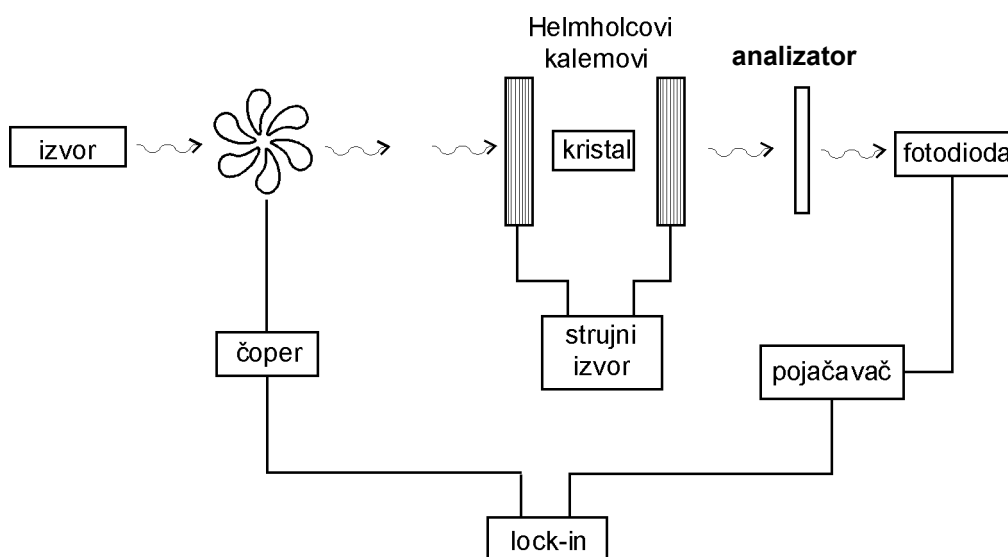 Helmholcovi
kalemovi
analizator
izvor
kristal
fotodioda
strujni
izvor
čoper
pojačavač
lock-in